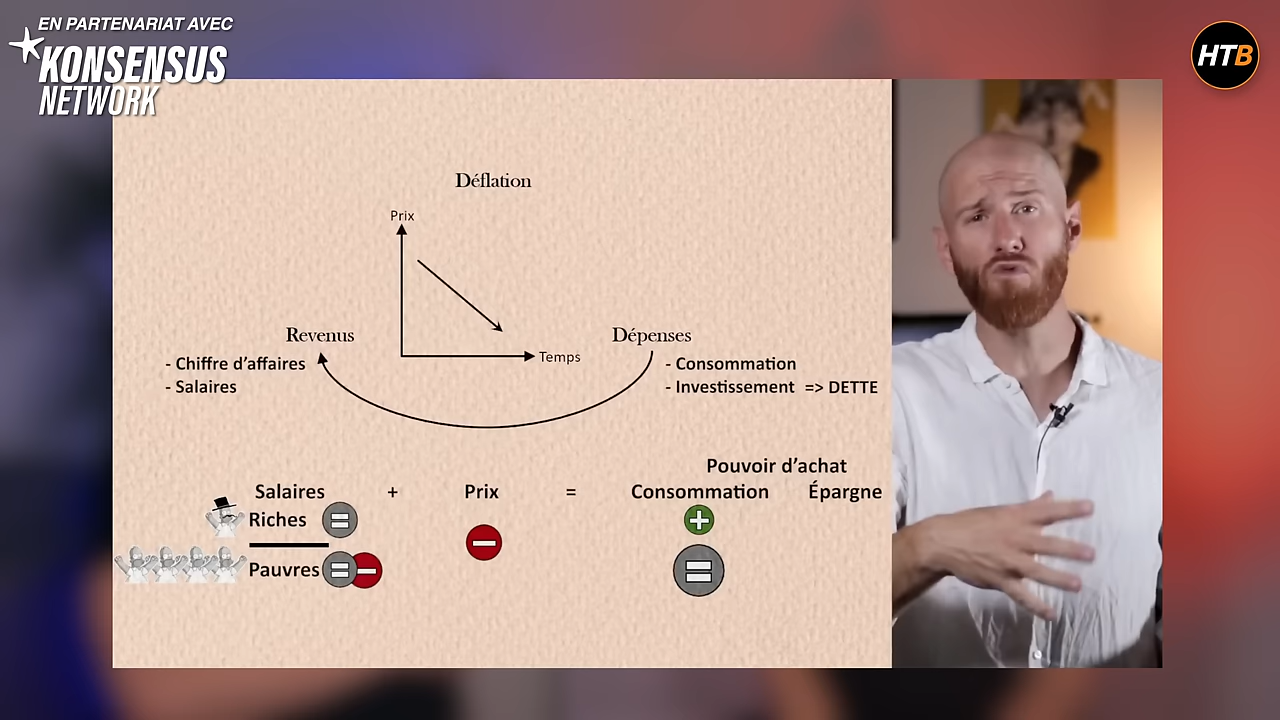 EN PARTENARIAT AVEC
KONSENSUS
NETWORK
HTB
Déflation
Prix
Temps
Revenus
- Chiffre d'affaires
- Salaires
Dépenses
- Consommation
- Investissement => DETTE
Pouvoir d'achat
Salaires + Prix = Consommation Épargne
Riches
Pauvres